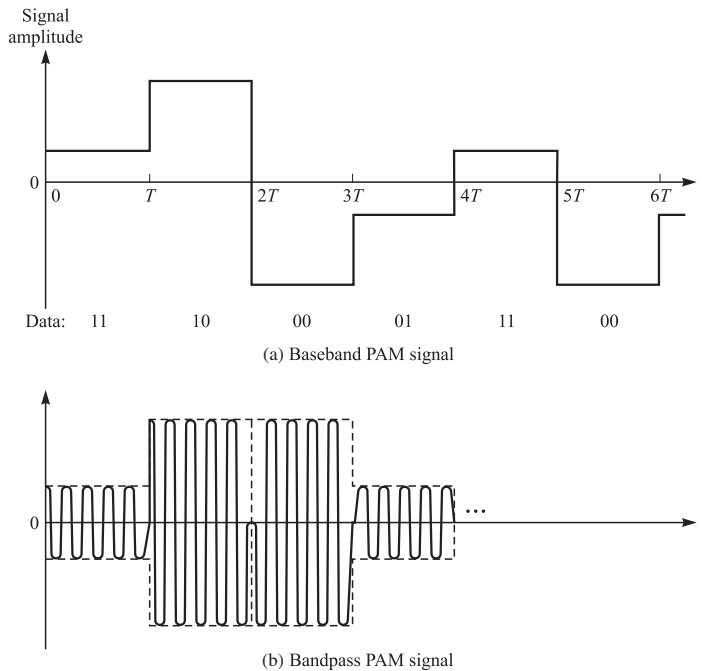 Signal
amplitude
0
0 T 2T 3T 4T 5T 6T
Data: 11 10 00 01 11 00
(a) Baseband PAM signal
0
...
(b) Bandpass PAM signal